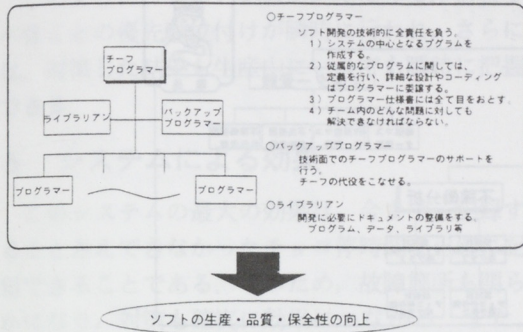 チーフ
プログラマー
ライブラリアン
バックアップ
プログラマー
プログラマー
プログラマー
○チーフプログラマー
ソフト開発の技術的に全責任を負う。
1) システムの中心となるプログラムを
作成する。
2) 従属的なプログラムに関しては、
定義を行い、詳細な設計やコーディング
はプログラマーに委譲する。
3) プログラマー仕様書には全て目をおとす。
4) チーム内のどんな問題に対しても
解決できなければならない。
○バックアッププログラマー
技術面でのチーフプログラマーのサポートを
行う。
チーフの代役をこなせる。
○ライブラリアン
開発に必要にドキュメントの整備をする。
プログラム、データ、ライブラリ等
ソフトの生産・品質・保全性の向上